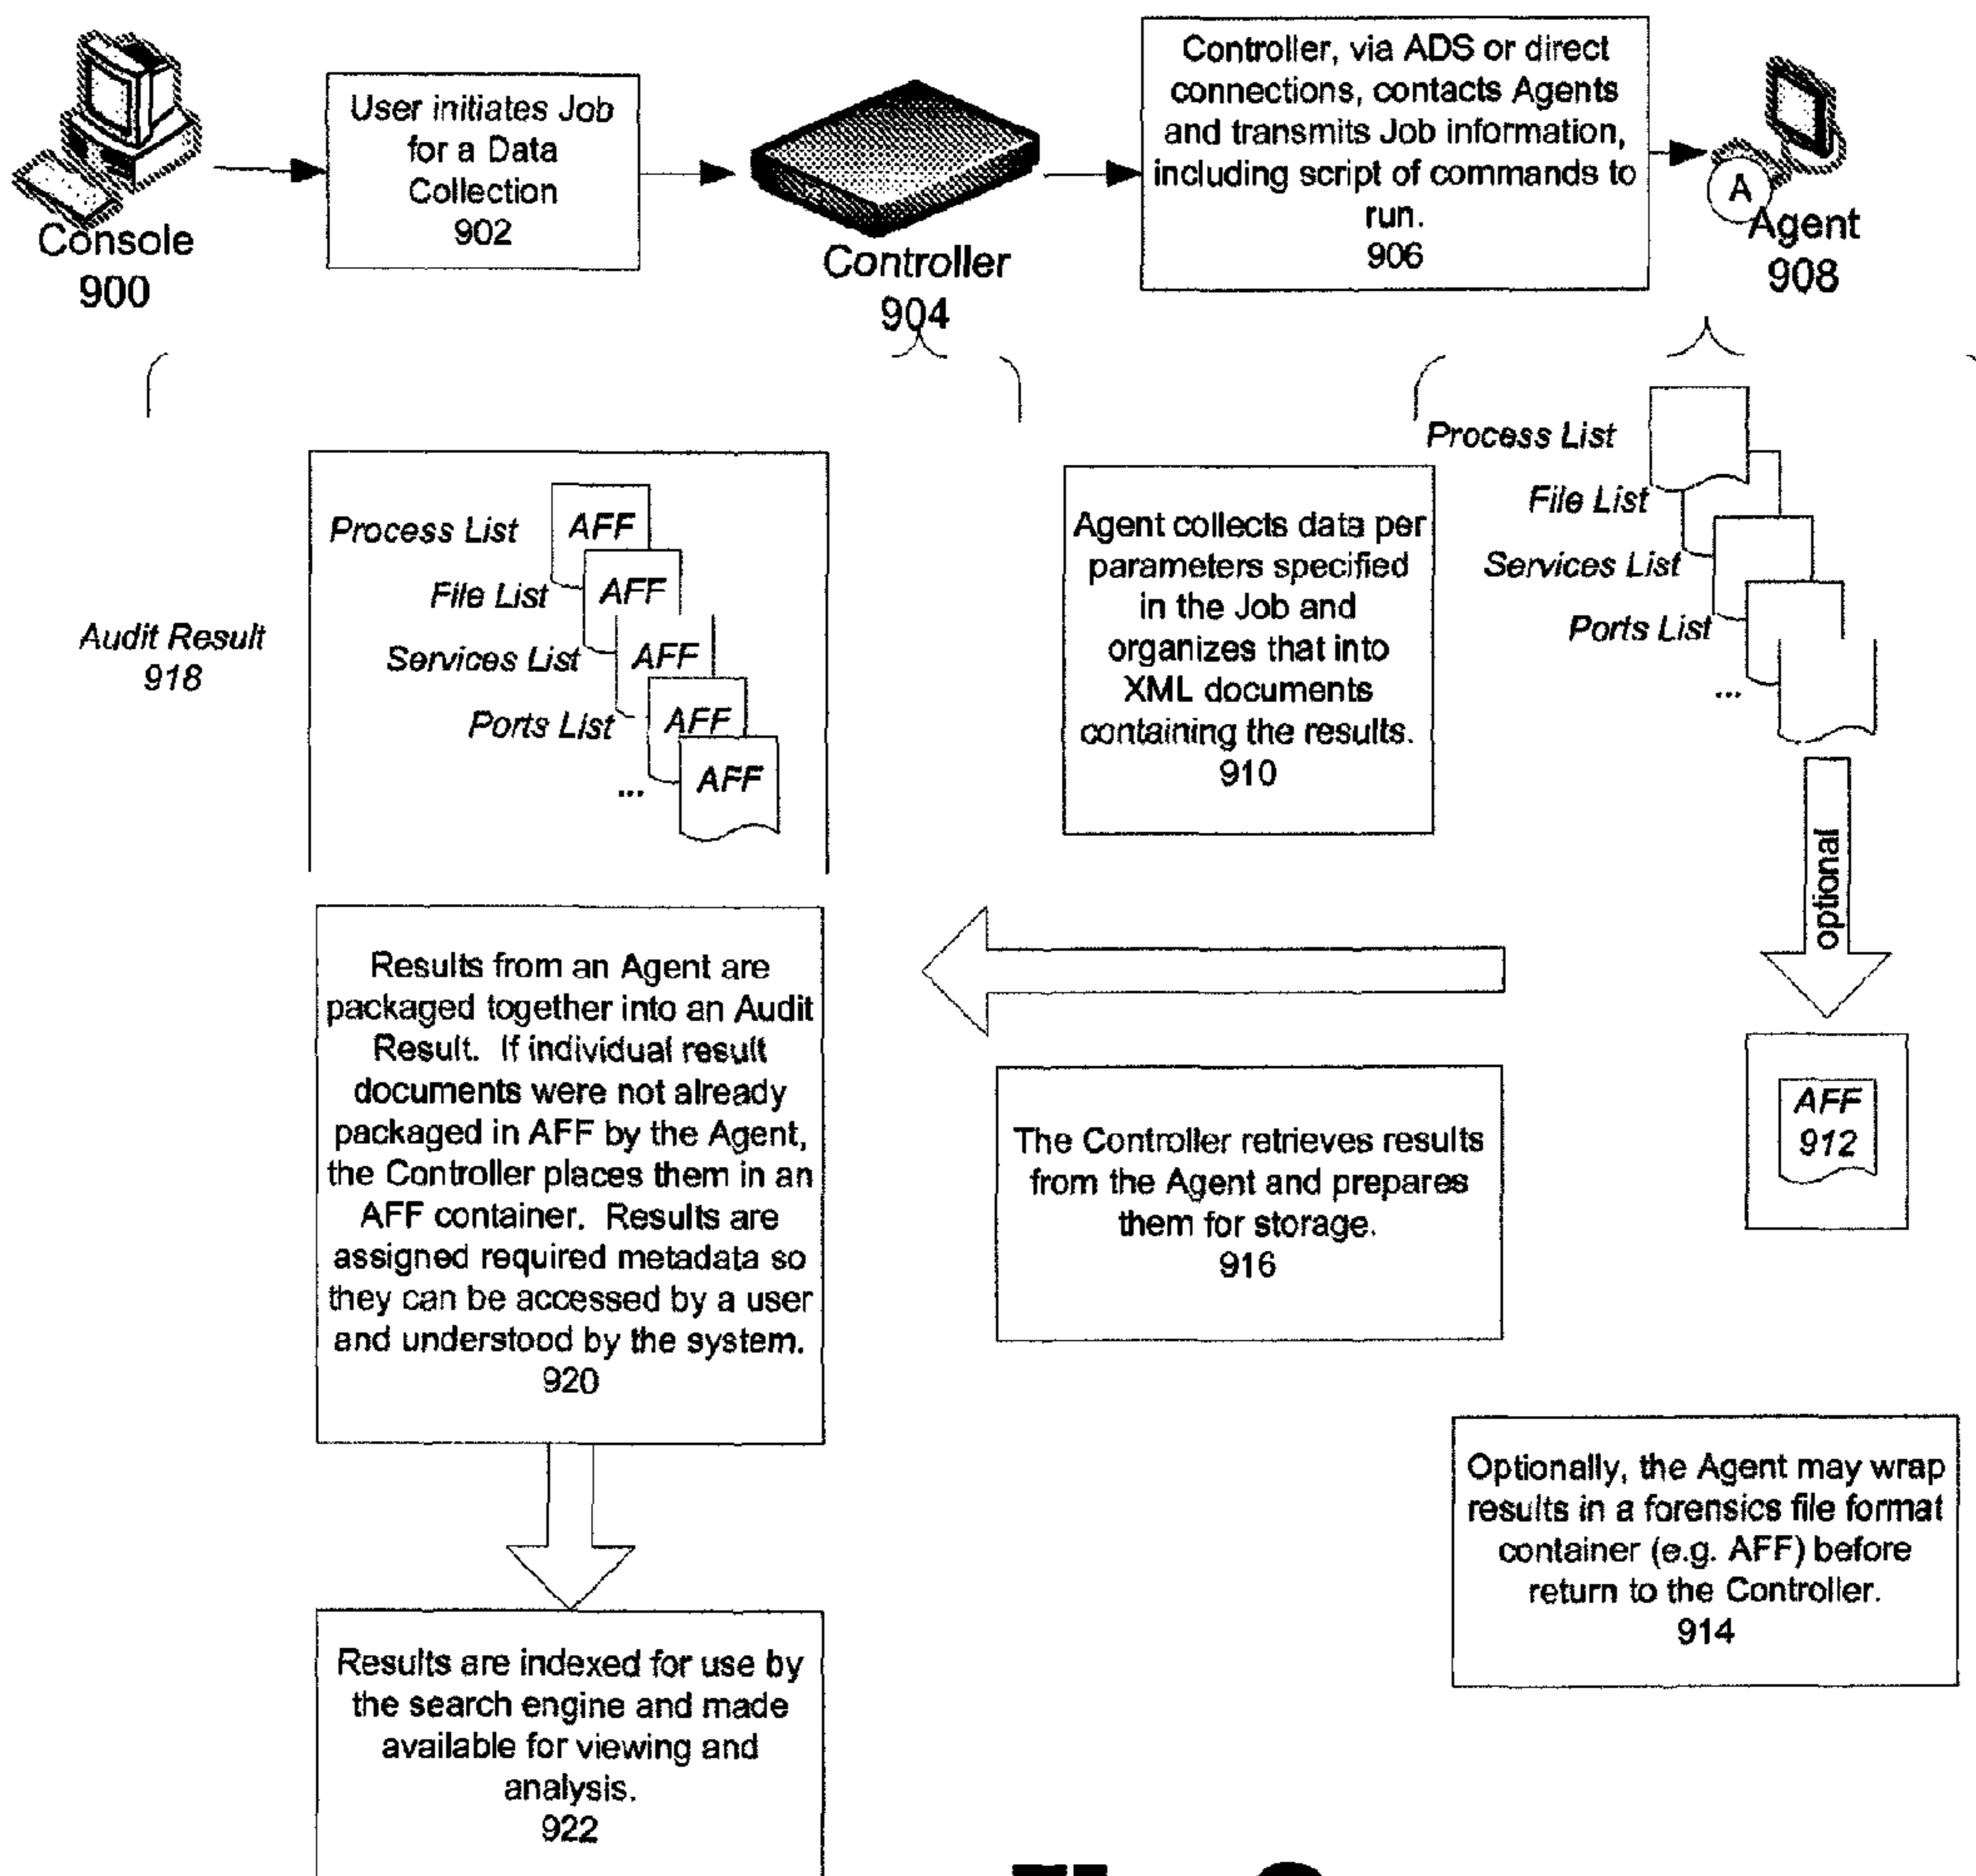 Console
900
User initiates Job
for a Data
Collection
902
Controller
904
Controller, via ADS or direct
connections, contacts Agents
and transmits Job information,
including script of commands to
run.
906
A
Agent
908
Process List
File List
Services List
Ports List
...
Audit Result
918
Process List
AFF
File List
AFF
Services List
AFF
Ports List
AFF
...
AFF
Agent collects data per
parameters specified
in the Job and
organizes that into
XML documents
containing the results.
910
optional
AFF
912
Results from an Agent are
packaged together into an Audit
Result. If individual result
documents were not already
packaged in AFF by the Agent,
the Controller places them in an
AFF container. Results are
assigned required metadata so
they can be accessed by a user
and understood by the system.
920
The Controller retrieves results
from the Agent and prepares
them for storage.
916
Optionally, the Agent may wrap
results in a forensics file format
container (e.g. AFF) before
return to the Controller.
914
Results are indexed for use by
the search engine and made
available for viewing and
analysis.
922